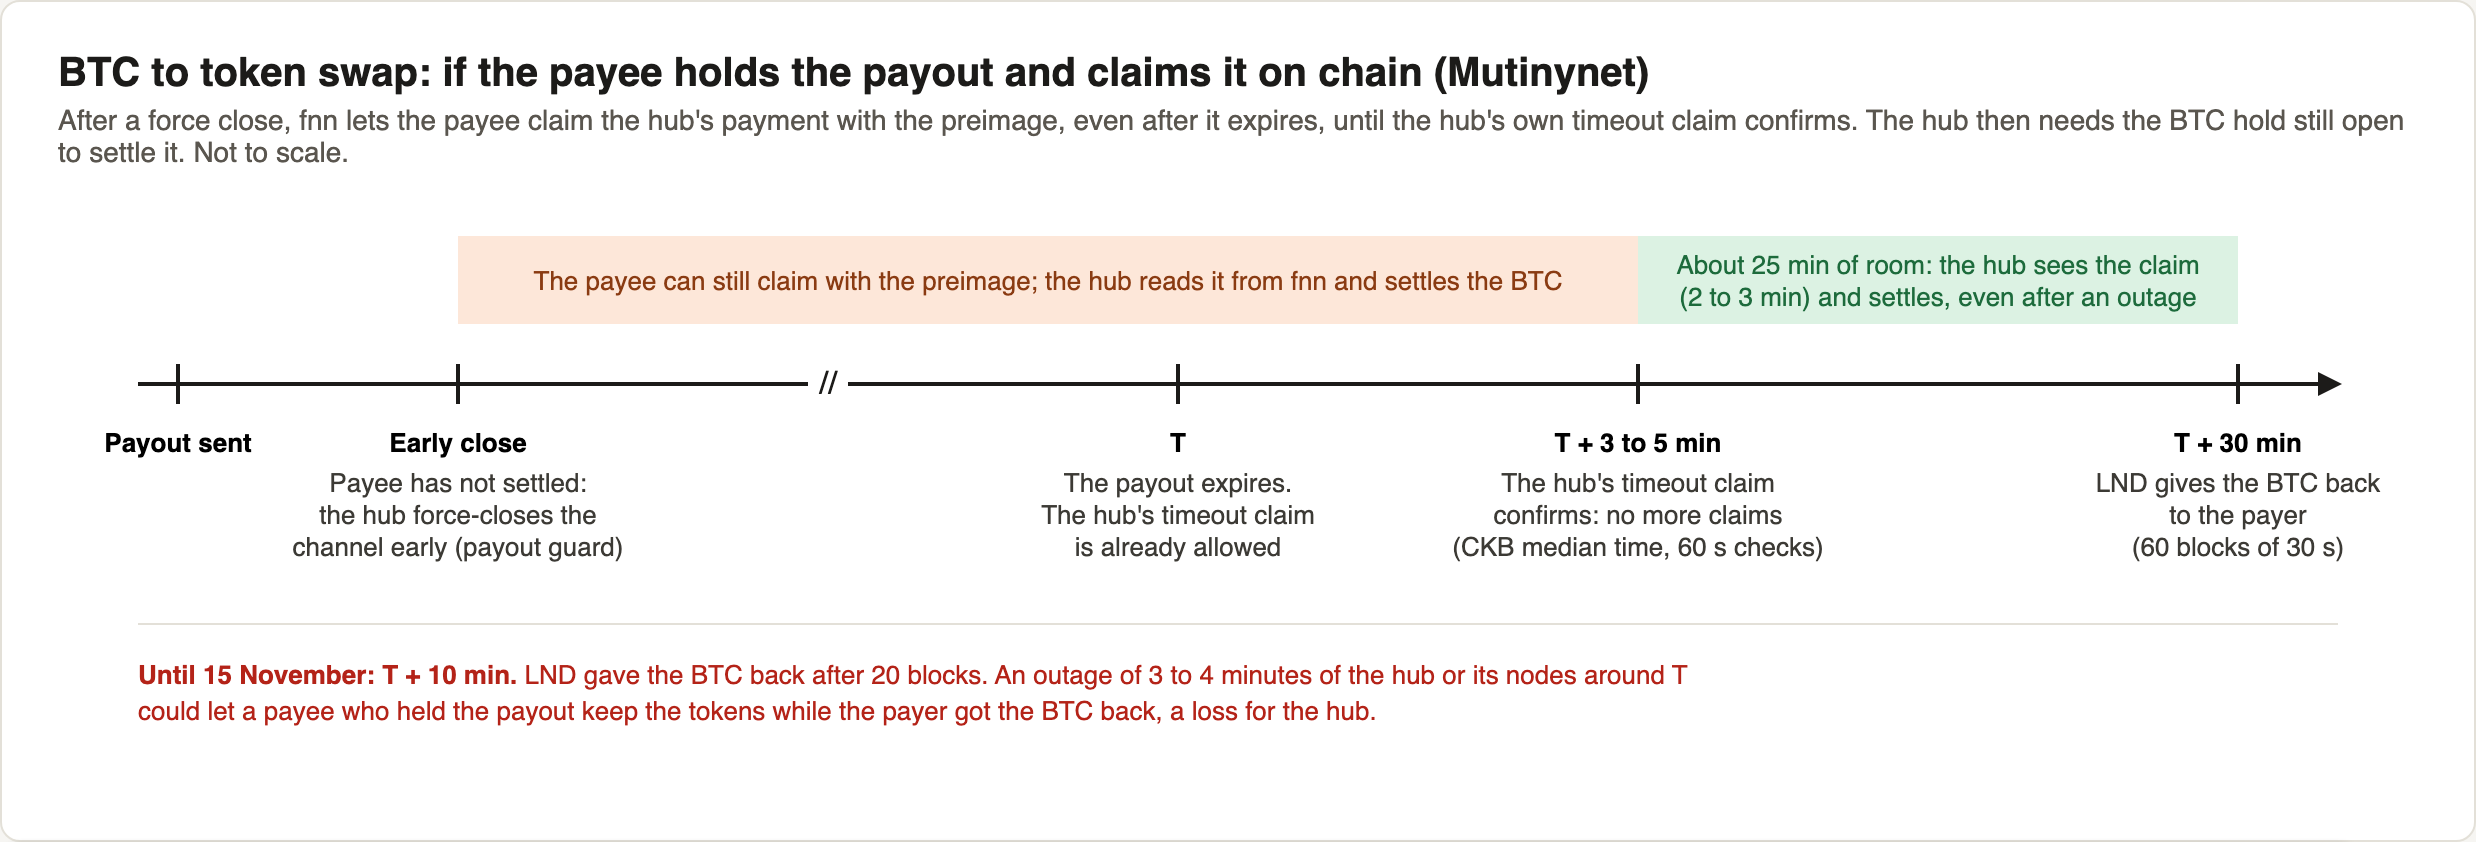 BTC to token swap: if the payee holds the payout and claims it on chain (Mutinynet)
After a force close, fnn lets the payee claim the hub's payment with the preimage, even after it expires, until the hub's own timeout claim confirms. The hub then needs the BTC hold still open
to settle it. Not to scale.
The payee can still claim with the preimage; the hub reads it from fnn and settles the BTC
About 25 min of room: the hub sees the claim
(2 to 3 min) and settles, even after an outage
//
Payout sent
Early close
Payee has not settled:
the hub force-closes the
channel early (payout guard)
T
The payout expires.
The hub's timeout claim
is already allowed
T + 3 to 5 min
The hub's timeout claim
confirms: no more claims
(CKB median time, 60 s checks)
T + 30 min
LND gives the BTC back
to the payer
(60 blocks of 30 s)
Until 15 November: T + 10 min. LND gave the BTC back after 20 blocks. An outage of 3 to 4 minutes of the hub or its nodes around T
could let a payee who held the payout keep the tokens while the payer got the BTC back, a loss for the hub.